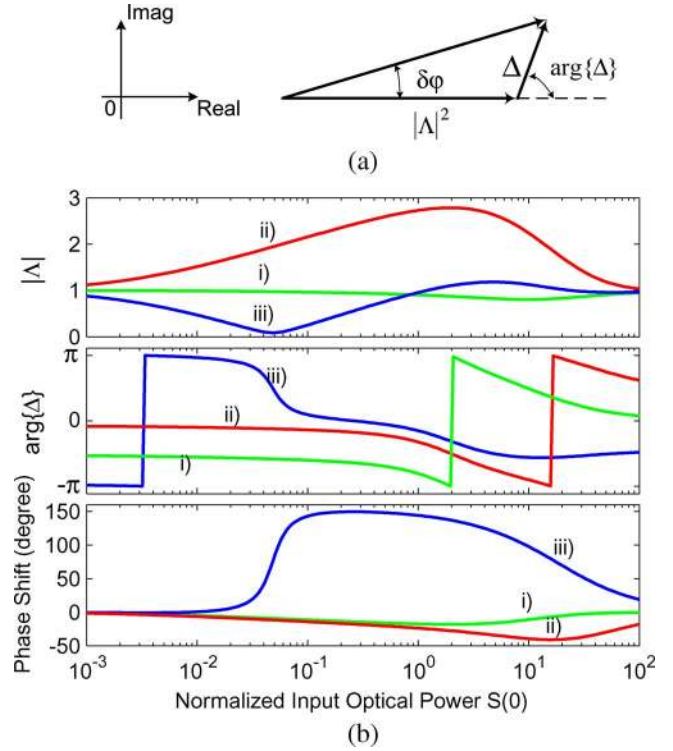 Imag
0
Real
δφ
Δ
arg{Δ}
|Λ|²
(a)
|Λ|
3
2
1
0
ii)
i)
iii)
arg{Δ}
π
0
-π
iii)
ii)
i)
Phase Shift (degree)
150
100
50
0
-50
iii)
i)
ii)
10⁻³ 10⁻² 10⁻¹ 10⁰ 10¹ 10²
Normalized Input Optical Power S(0)
(b)